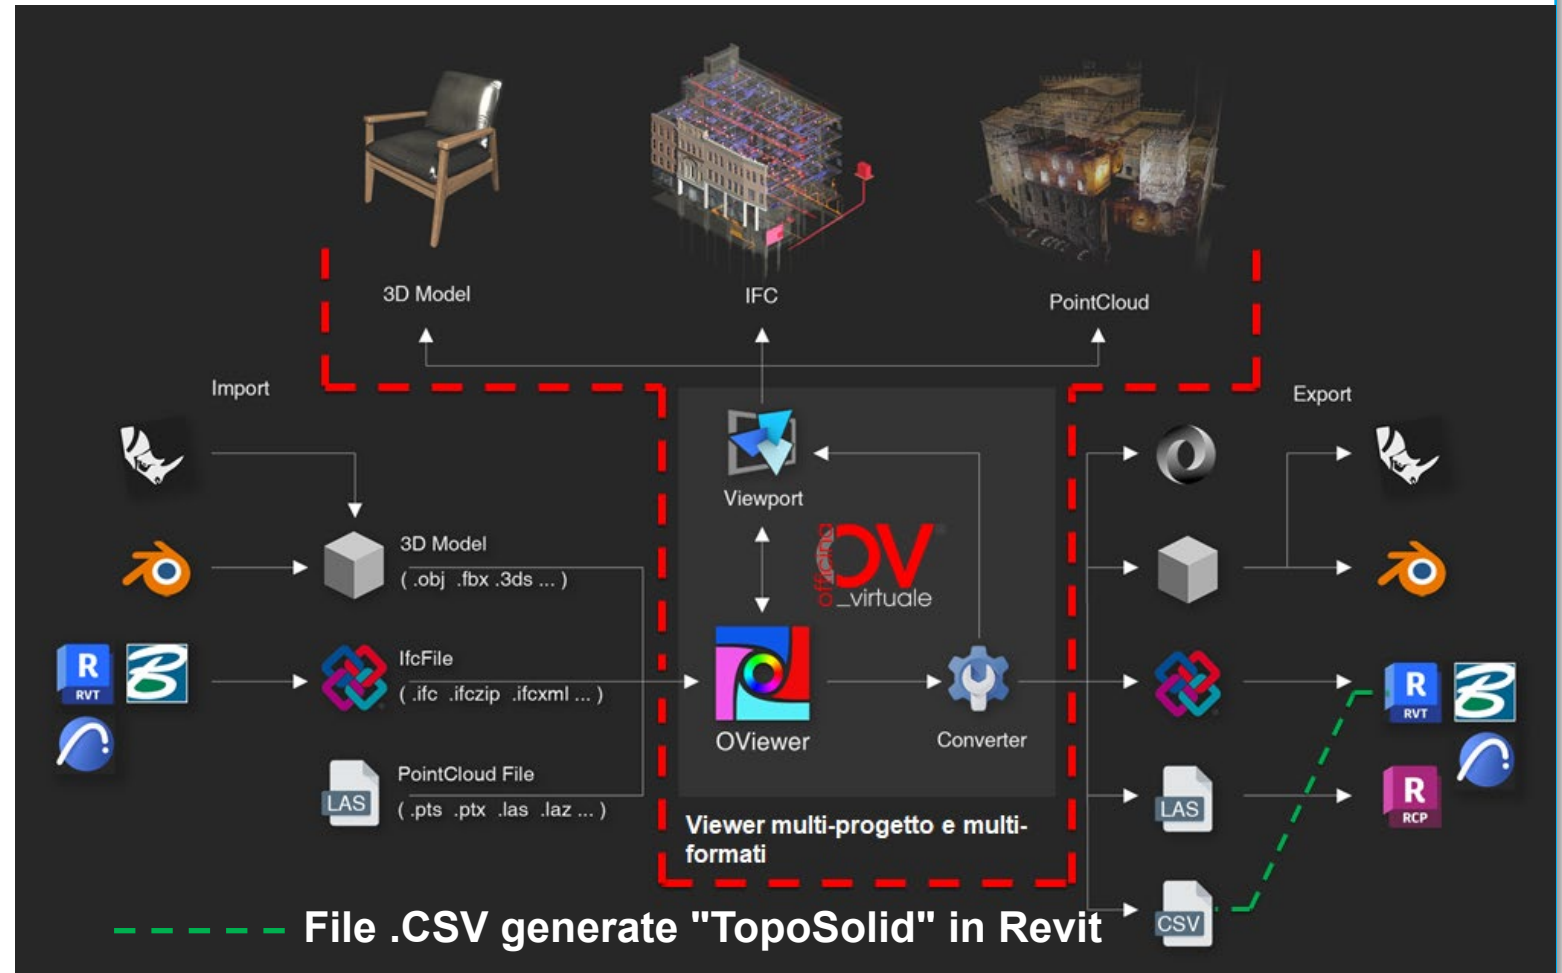 3D Model
IFC
PointCloud
Import
Export
Viewport
3D Model
( .obj .fbx .3ds ... )
officina
OV
_virtuale
R
RVT
B
IfcFile
( .ifc .ifczip .ifcxml ... )
OViewer
Converter
R
RVT
B
PointCloud File
LAS
( .pts .ptx .las .laz ... )
LAS
R
RCP
Viewer multi-progetto e multi-
formati
CSV
File .CSV generate "TopoSolid" in Revit